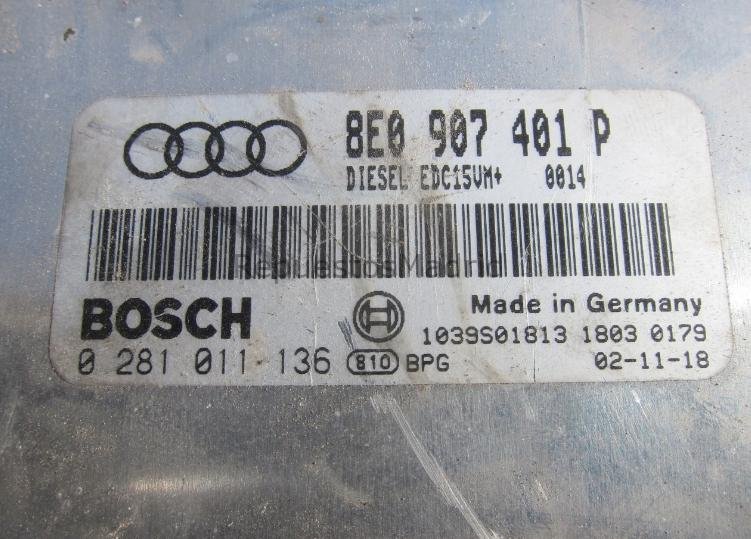 8E0 907 401 P
DIESEL EDC15VM+ 0014
RepuestosMadrid
BOSCH
Made in Germany
1039S01813 1803 0179
0 281 011 136 810 BPG 02-11-18